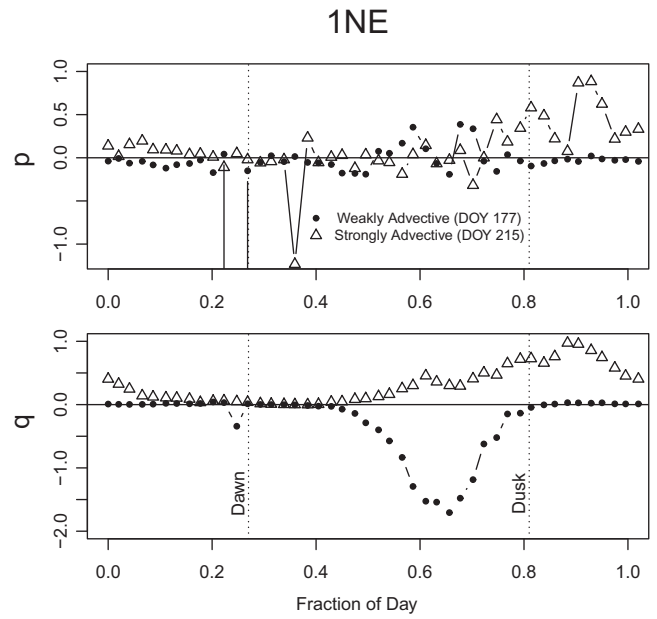 1NE
p
1.0
0.5
0.0
−1.0
Weakly Advective (DOY 177)
Strongly Advective (DOY 215)
0.0 0.2 0.4 0.6 0.8 1.0
q
1.0
0.0
−1.0
−2.0
Dawn
Dusk
0.0 0.2 0.4 0.6 0.8 1.0
Fraction of Day